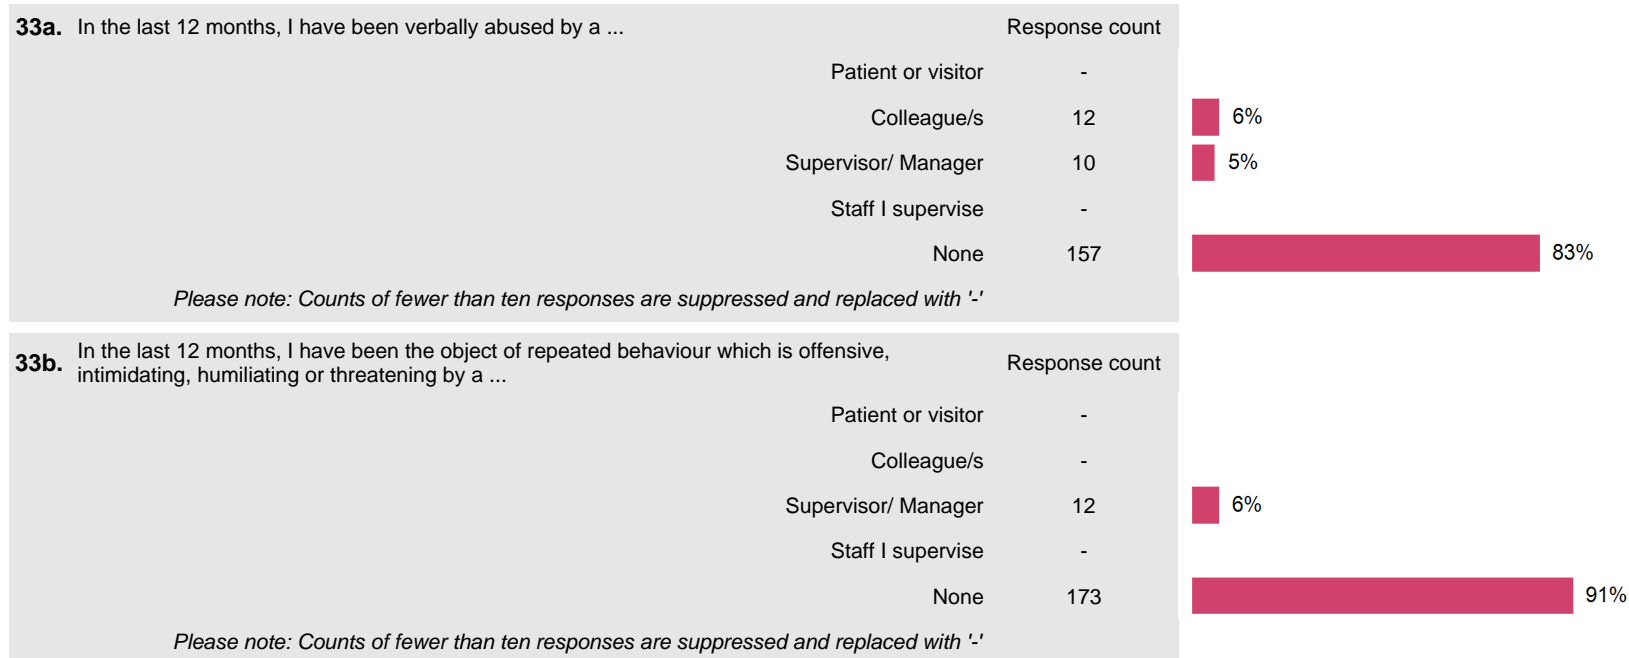 33a. In the last 12 months, I have been verbally abused by a ... Response count
Patient or visitor -
Colleague/s 12 6%
Supervisor/ Manager 10 5%
Staff I supervise -
None 157 83%
Please note: Counts of fewer than ten responses are suppressed and replaced with '-'
33b. In the last 12 months, I have been the object of repeated behaviour which is offensive,
intimidating, humiliating or threatening by a ... Response count
Patient or visitor -
Colleague/s -
Supervisor/ Manager 12 6%
Staff I supervise -
None 173 91%
Please note: Counts of fewer than ten responses are suppressed and replaced with '-'